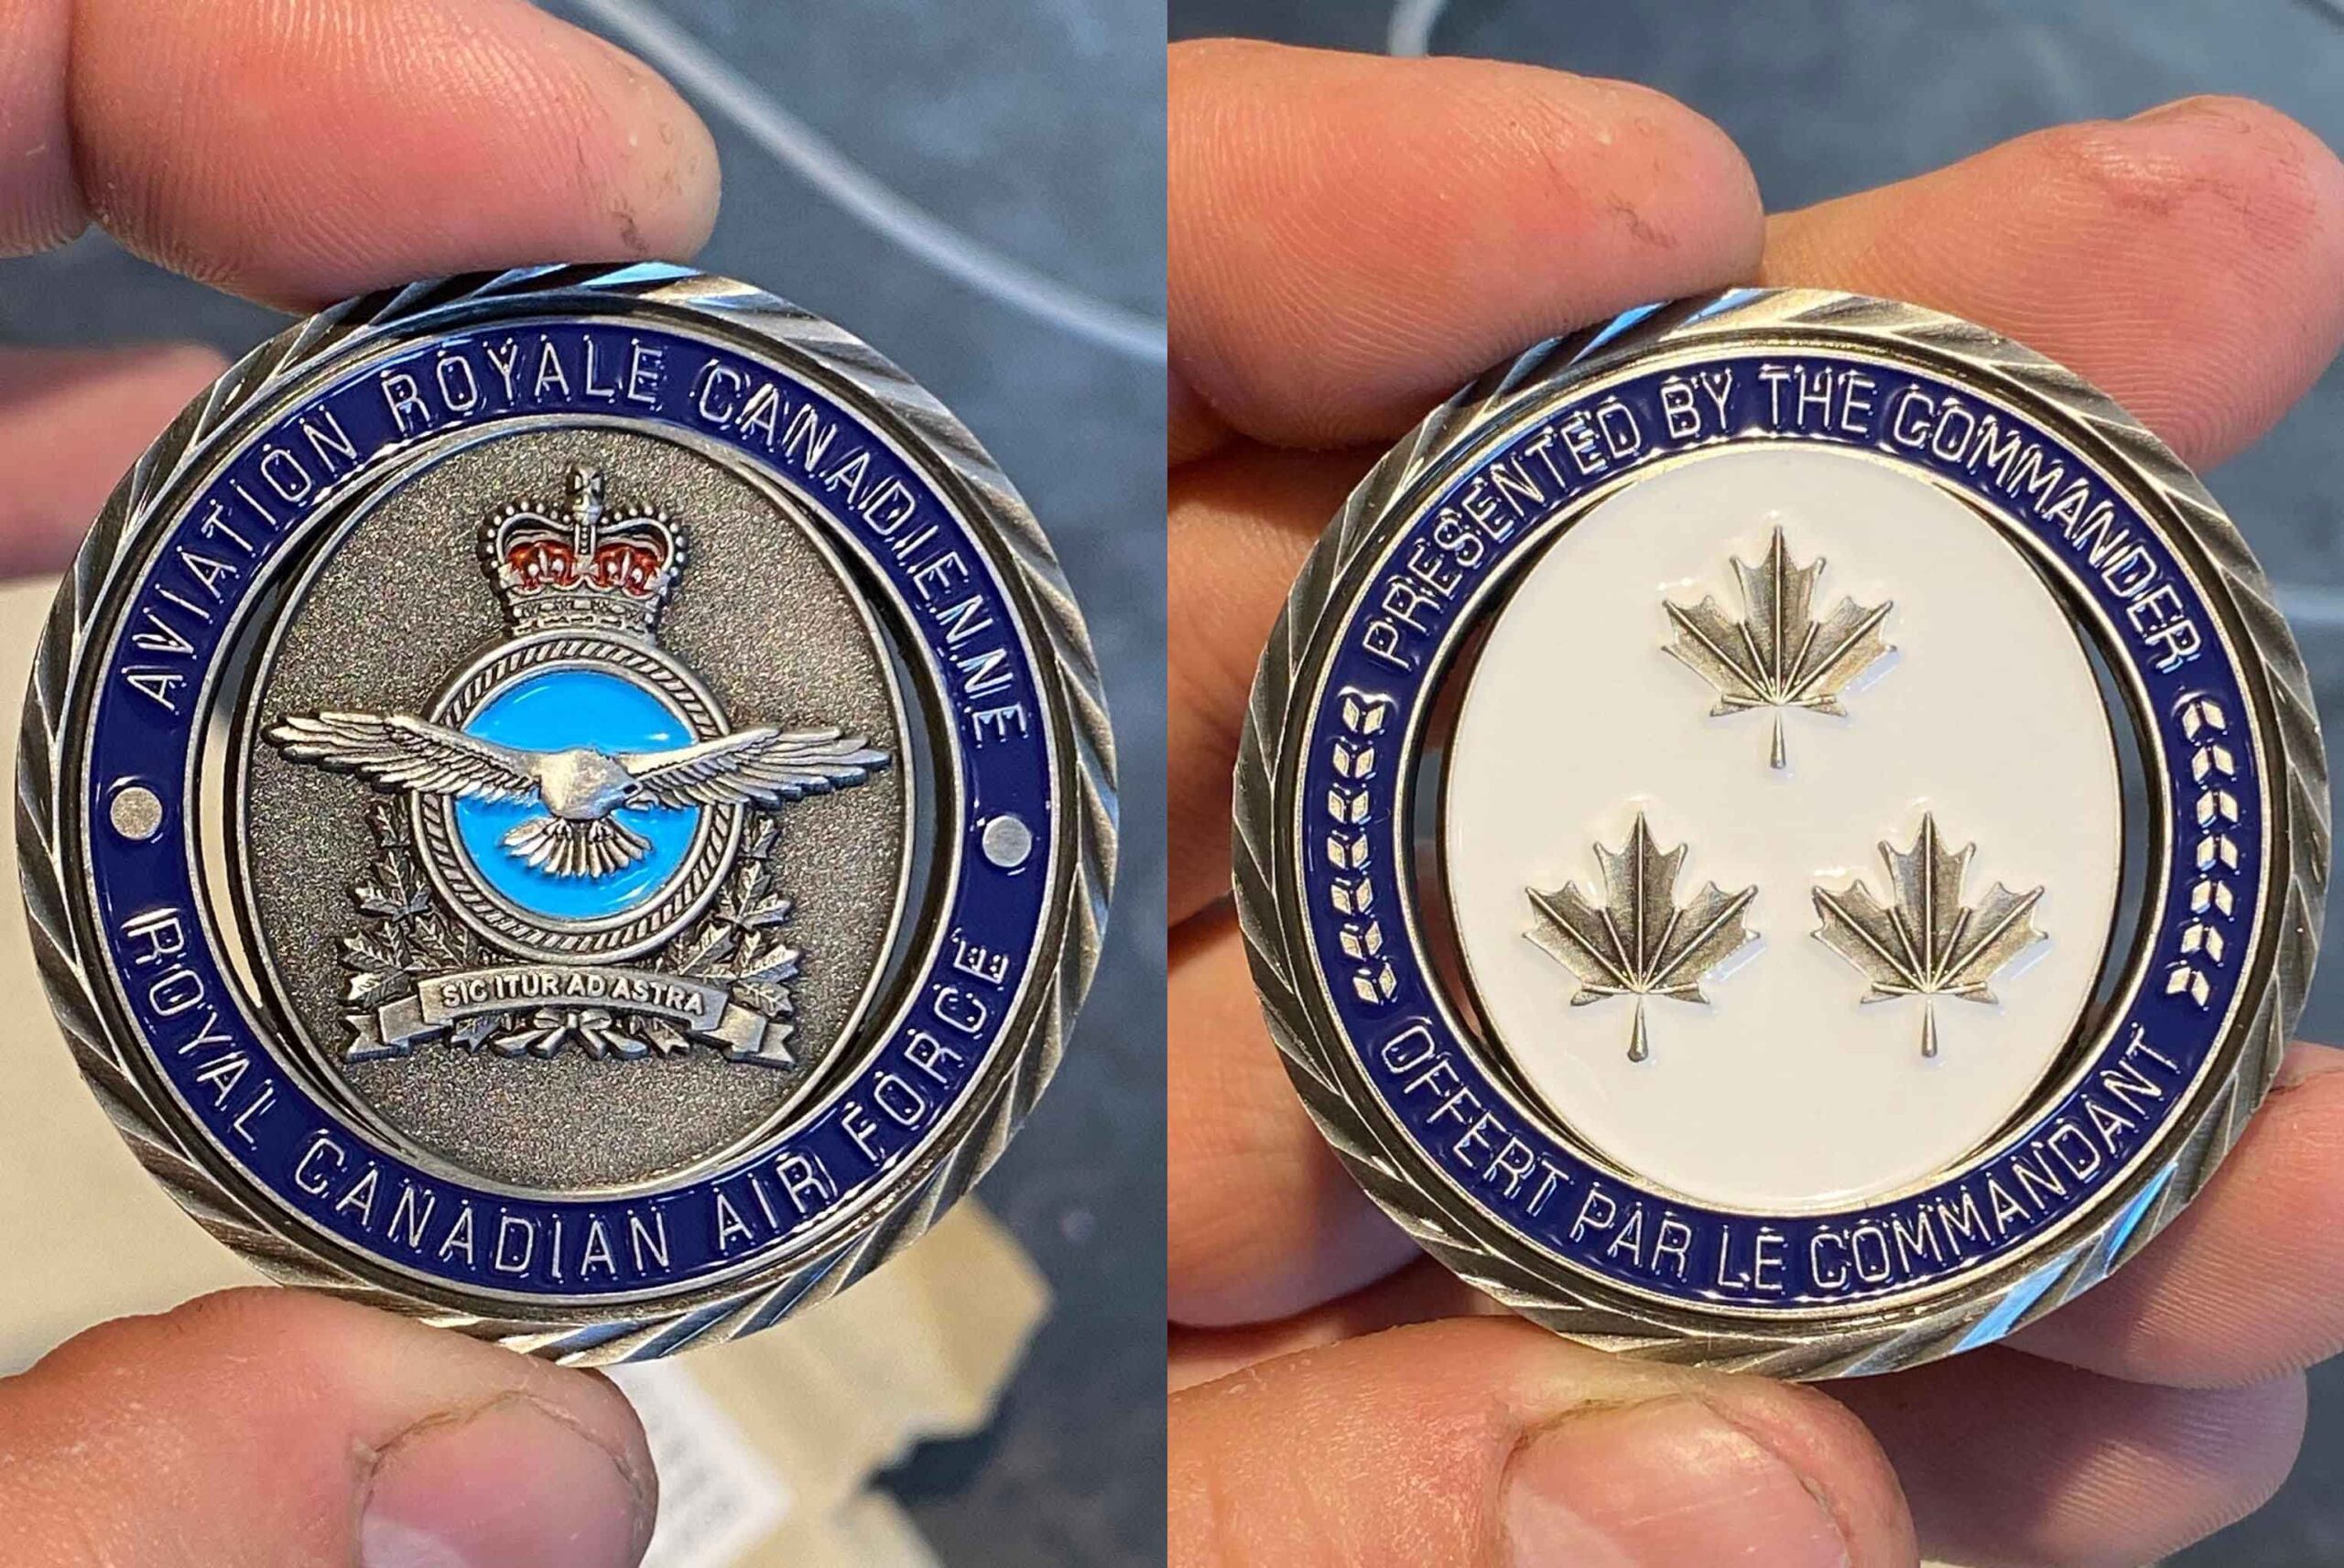 AVIATION ROYALE CANADIENNE
SIC ITUR AD ASTRA
ROYAL CANADIAN AIR FORCE
PRESENTED BY THE COMMANDER
OFFERT PAR LE COMMANDANT